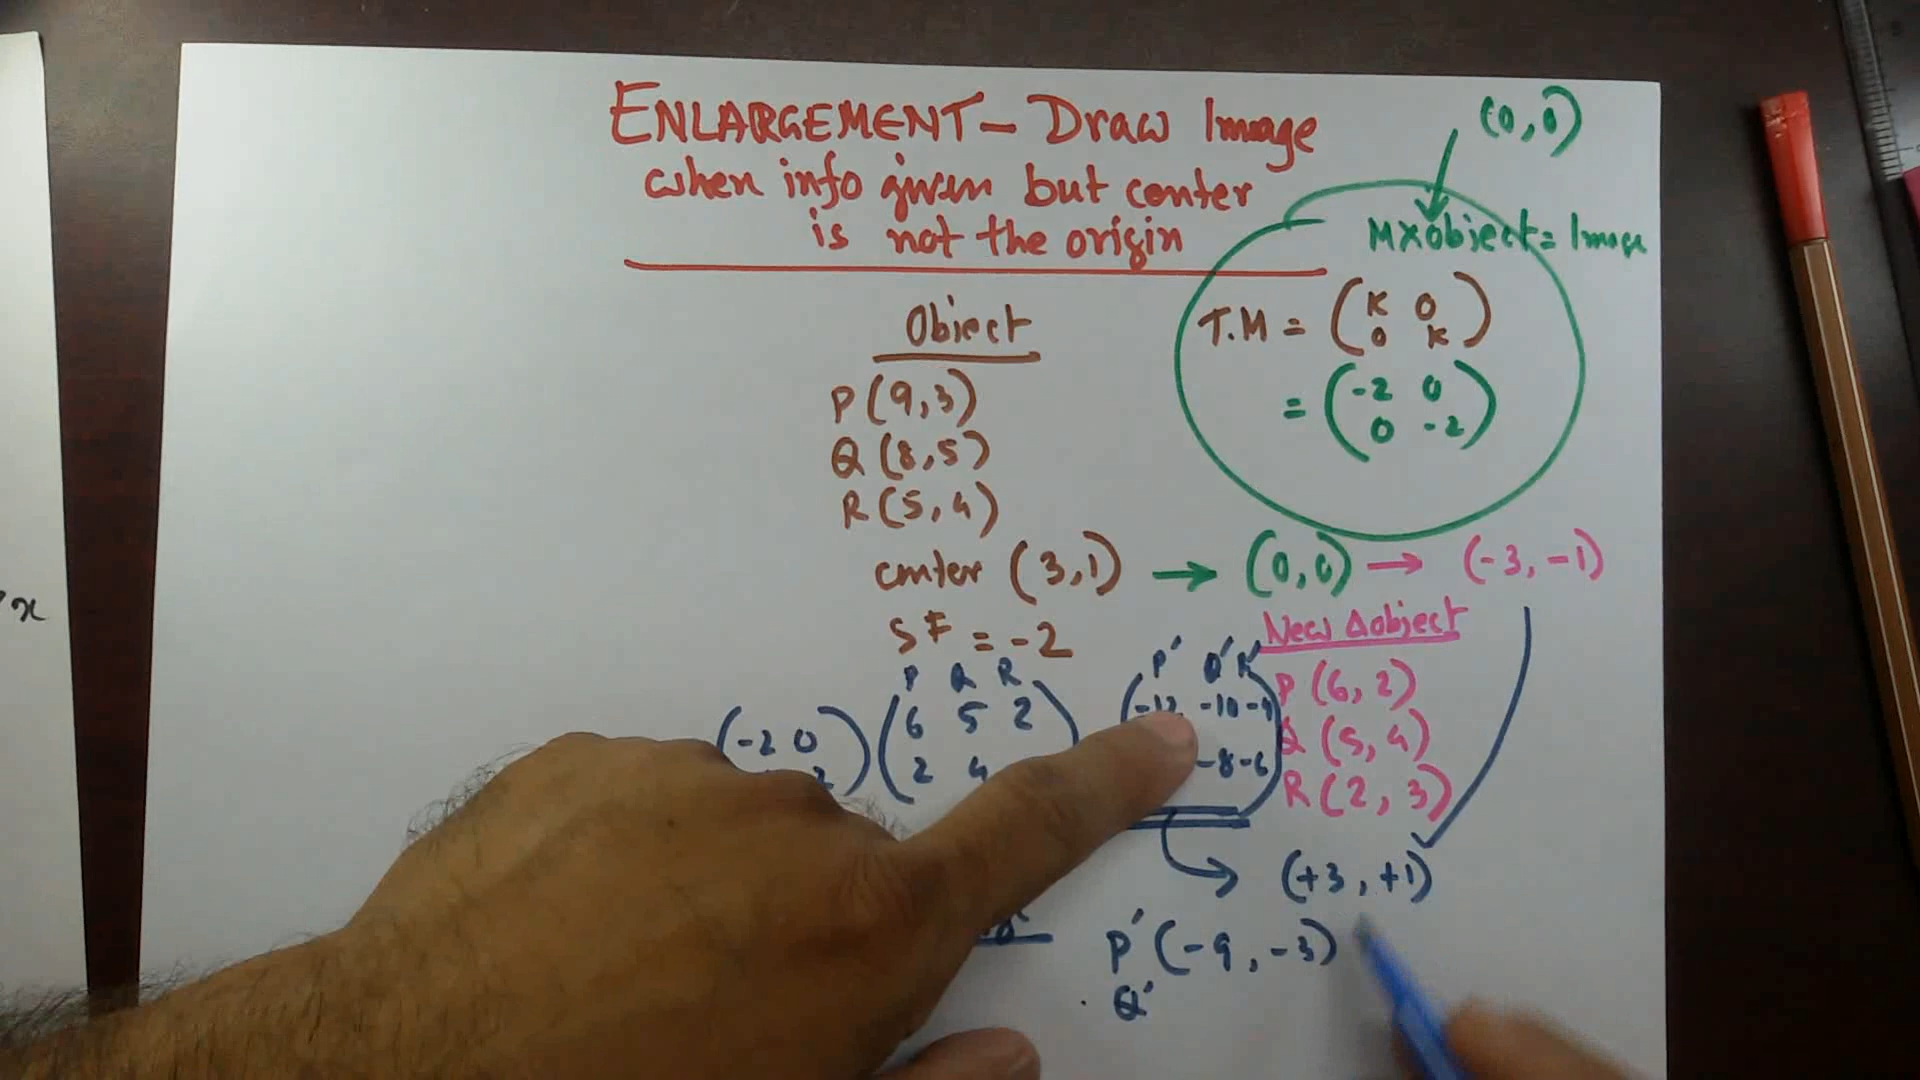 ENLARGEMENT - Draw Image
when info given but center
is not the origin
(0,0)
M×object = Image
T.M = (K 0
0 K)
= (-2 0
0 -2)
Object
P (9,3)
Q (8,5)
R (5,4)
center (3,1) → (0,0) → (-3,-1)
SF = -2
New Δobject
P (6,2)
Q (5,4)
R (2,3)
P Q R
(-2 0) (6 5 2)
2 4
P' Q' R'
(-12 -10 -4
-8 -6)
(+3,+1)
P' (-9,-3)
Q'
x